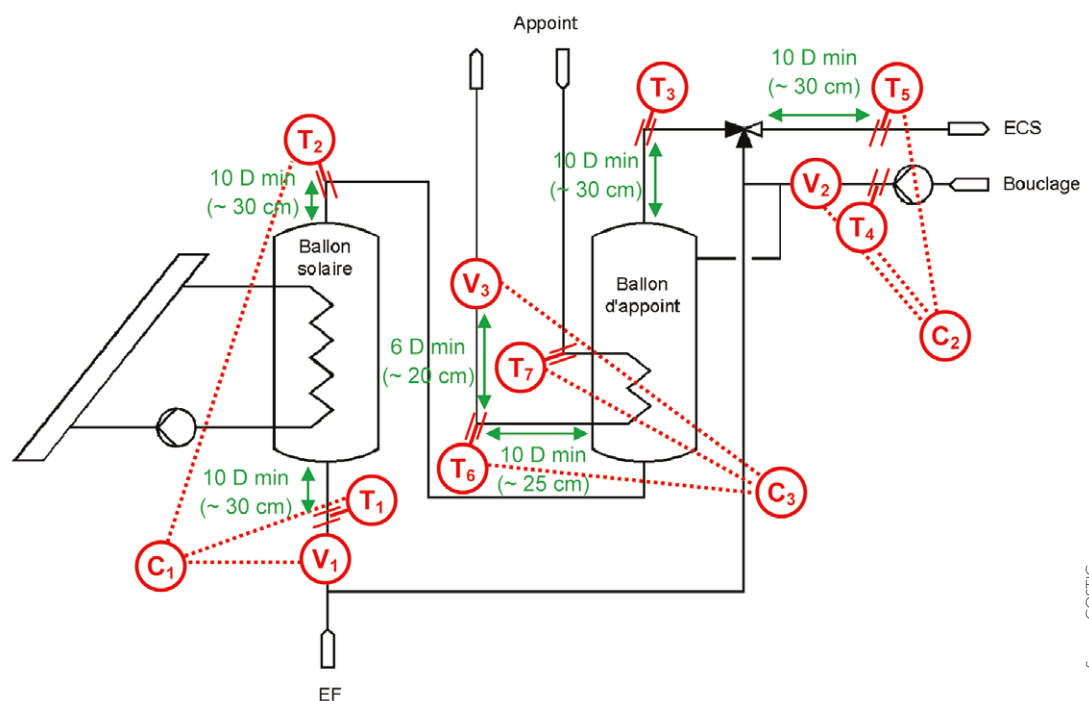 Appoint
10 D min
(~ 30 cm)
T3
T5
ECS
T2
10 D min
(~ 30 cm)
10 D min
(~ 30 cm)
V2
Bouclage
T4
Ballon
solaire
V3
Ballon
d'appoint
C2
6 D min
(~ 20 cm)
T7
T6
10 D min
(~ 25 cm)
C3
10 D min
(~ 30 cm)
T1
C1
V1
EF
COSTIC